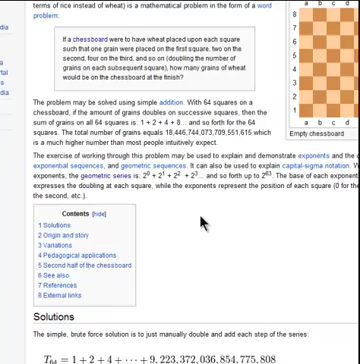 terms of rice instead of wheat) is a mathematical problem in the form of a word
problem:
a b c d
8
7
6
5
4
3
2
1
a b c d
Empty chessboard
If a chessboard were to have wheat placed upon each square
such that one grain were placed on the first square, two on the
second, four on the third, and so on (doubling the number of
grains on each subsequent square), how many grains of wheat
would be on the chessboard at the finish?
The problem may be solved using simple addition. With 64 squares on a
chessboard, if the amount of grains doubles on successive squares, then the
sum of grains on all 64 squares is: 1 + 2 + 4 + 8... and so forth for the 64
squares. The total number of grains equals 18,446,744,073,709,551,615 which
is a much higher number than most people intuitively expect.
The exercise of working through this problem may be used to explain and demonstrate exponents and the
exponential sequences, and geometric sequences. It can also be used to explain capital-sigma notation. W
exponents, the geometric series is: 2⁰ + 2¹ + 2² + 2³... and so forth up to 2⁶³. The base of each exponent
expresses the doubling at each square, while the exponents represent the position of each square (0 for the
the second, etc.).
Contents [hide]
1 Solutions
2 Origin and story
3 Variations
4 Pedagogical applications
5 Second half of the chessboard
6 See also
7 References
8 External links
Solutions
The simple, brute force solution is to just manually double and add each step of the series:
T₆₄ = 1 + 2 + 4 + ··· + 9,223,372,036,854,775,808